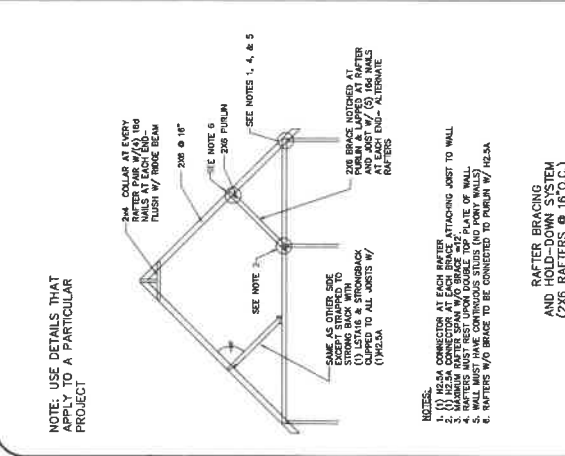 NOTE: USE DETAILS THAT
APPLY TO A PARTICULAR
PROJECT
2x4 COLLAR AT EVERY
RAFTER PAIR W/(4) 16d
NAILS AT EACH END-
FLUSH W/ RIDGE BEAM
2X6 @ 16"
SEE NOTE 6
2X6 PURLIN
SEE NOTES 1, 4, & 5
SEE NOTE 2
2X6 BRACE NOTCHED AT
PURLIN & LAPPED AT RAFTER
AND JOIST W/ (5) 16d NAILS
AT EACH END- ALTERNATE
RAFTERS
SAME AS OTHER SIDE
EXCEPT STRAPPED TO
STRONG BACK WITH
(1) LSTA16 & STRONGBACK
CLIPPED TO ALL JOISTS W/
(1)H2.5A
NOTES:
1. (1) H2.5A CONNECTOR AT EACH RAFTER
2. (1) H2.5A CONNECTOR AT EACH BRACE ATTACHING JOIST TO WALL
3. MAXIMUM RAFTER SPAN W/O BRACE =12'.
4. RAFTERS MUST REST UPON DOUBLE TOP PLATE OF WALL.
5. WALL MUST HAVE CONTINUOUS STUDS (NO PONY WALLS)
6. RAFTERS W/O BRACE TO BE CONNECTED TO PURLIN W/ H2.5A
RAFTER BRACING
AND HOLD-DOWN SYSTEM
(2X6 RAFTERS @ 16"O.C.)